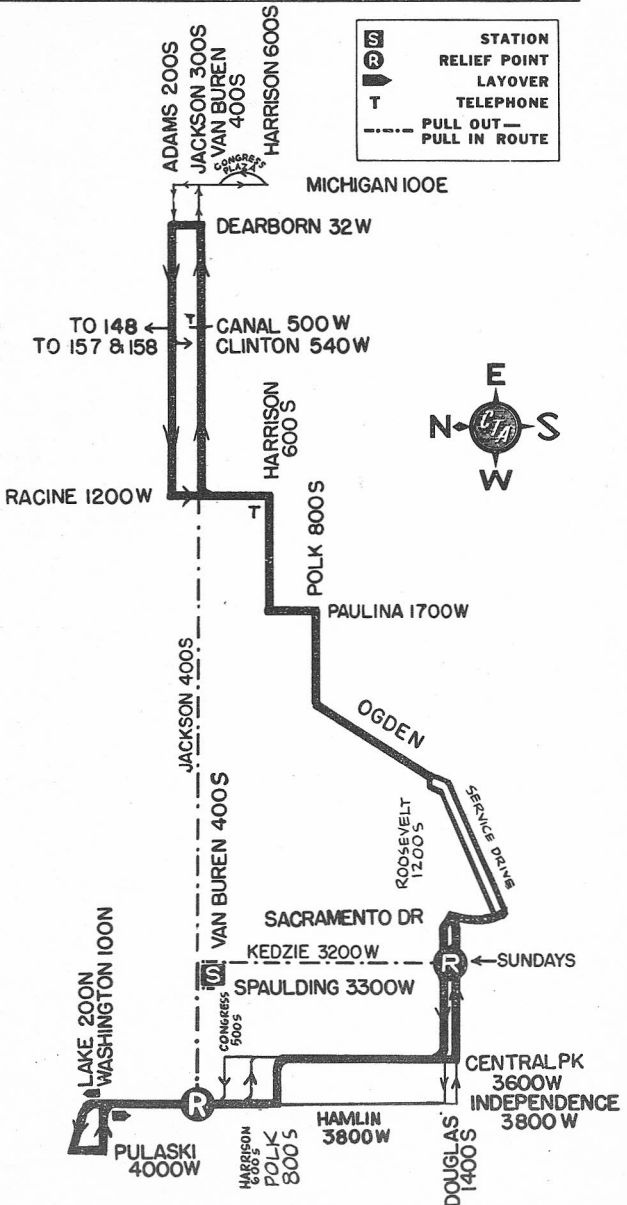 S STATION
R RELIEF POINT
LAYOVER
T TELEPHONE
PULL OUT—
PULL IN ROUTE
ADAMS 200S
JACKSON 300S
VAN BUREN
400S
HARRISON 600S
CONGRESS
PLAZA
MICHIGAN 100E
DEARBORN 32W
TO 148
T
CANAL 500W
TO 157 & 158
CLINTON 540W
E
N CTA S
W
HARRISON
600S
RACINE 1200W
T
POLK 800S
PAULINA 1700W
JACKSON 400S
OGDEN
ROOSEVELT
1200S
SERVICE DRIVE
VAN BUREN 400S
SACRAMENTO DR
KEDZIE 3200W
R
SUNDAYS
S
SPAULDING 3300W
CONGRESS
500S
LAKE 200N
WASHINGTON 100N
CENTRAL PK
3600W
INDEPENDENCE
3800W
R
HAMLIN
3800W
PULASKI
4000W
HARRISON
600S
POLK
800S
DOUGLAS
1400S